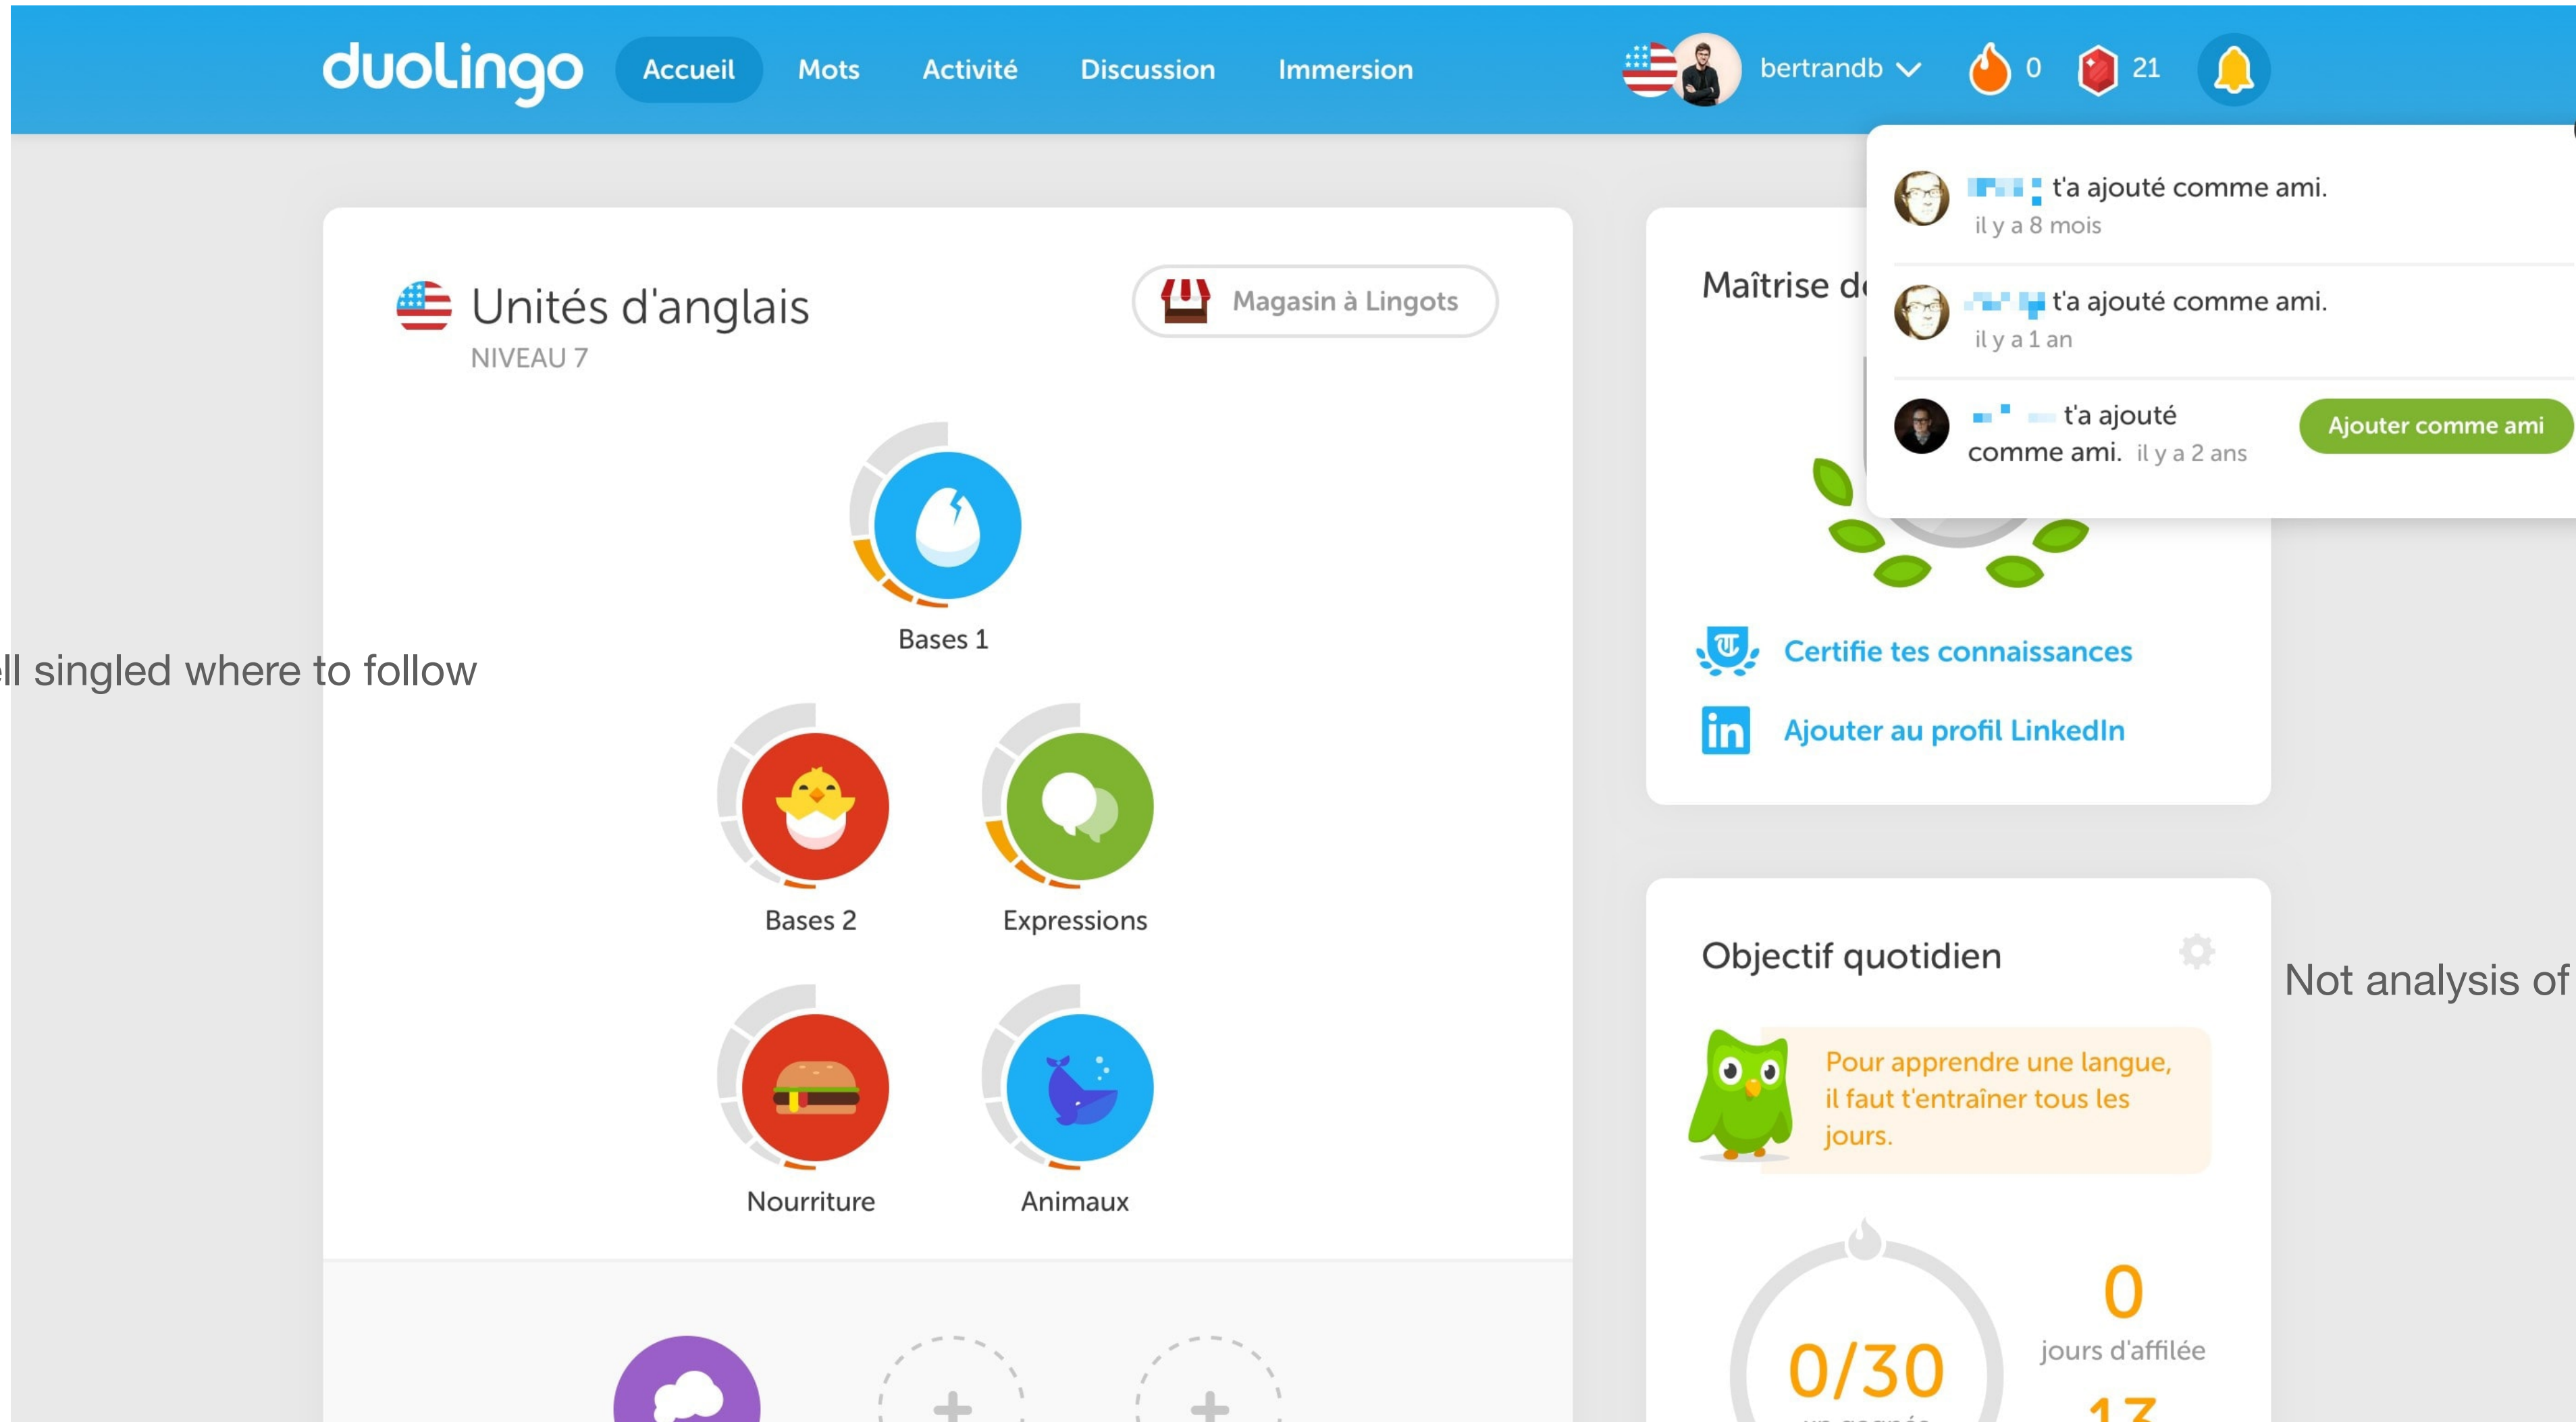 duolingo
Accueil
Mots
Activité
Discussion
Immersion
bertrandb
0
21
t'a ajouté comme ami.
il y a 8 mois
t'a ajouté comme ami.
il y a 1 an
t'a ajouté
comme ami. il y a 2 ans
Ajouter comme ami
Unités d'anglais
NIVEAU 7
Magasin à Lingots
Bases 1
singled where to follow
Bases 2
Expressions
Nourriture
Animaux
Maîtrise
Certifie tes connaissances
in
Ajouter au profil LinkedIn
Objectif quotidien
Not analysis of
Pour apprendre une langue,
il faut t'entraîner tous les
jours.
0/30
0
jours d'affilée
13